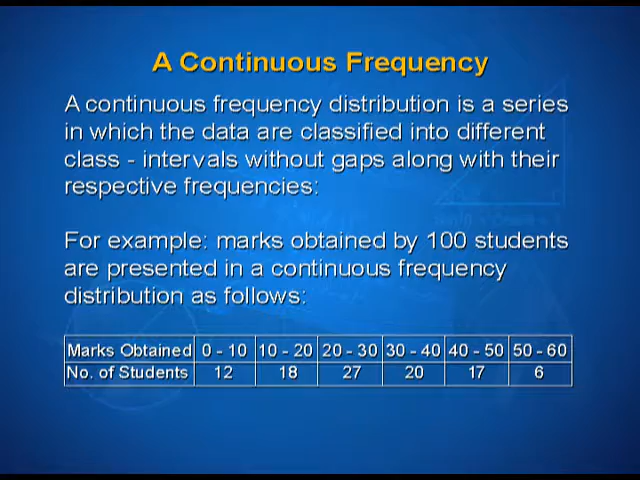 A Continuous Frequency
A continuous frequency distribution is a series
in which the data are classified into different
class - intervals without gaps along with their
respective frequencies:
For example: marks obtained by 100 students
are presented in a continuous frequency
distribution as follows:
Marks Obtained 0 - 10 10 - 20 20 - 30 30 - 40 40 - 50 50 - 60
No. of Students 12 18 27 20 17 6